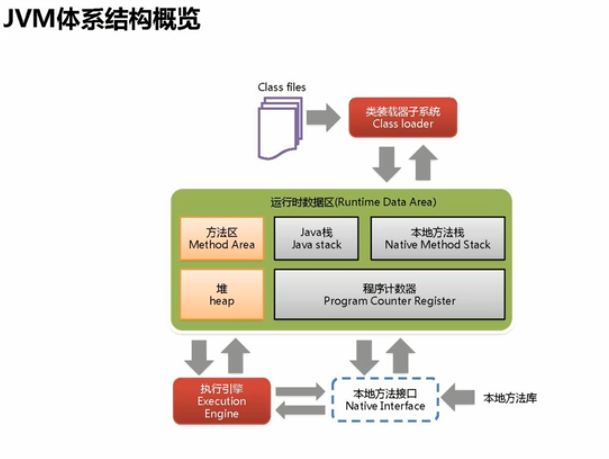 JVM体系结构概览
Class files
类装载器子系统
Class loader
运行时数据区(Runtime Data Area)
方法区
Method Area
Java栈
Java stack
本地方法栈
Native Method Stack
堆
heap
程序计数器
Program Counter Register
执行引擎
Execution
Engine
本地方法接口
Native Interface
本地方法库